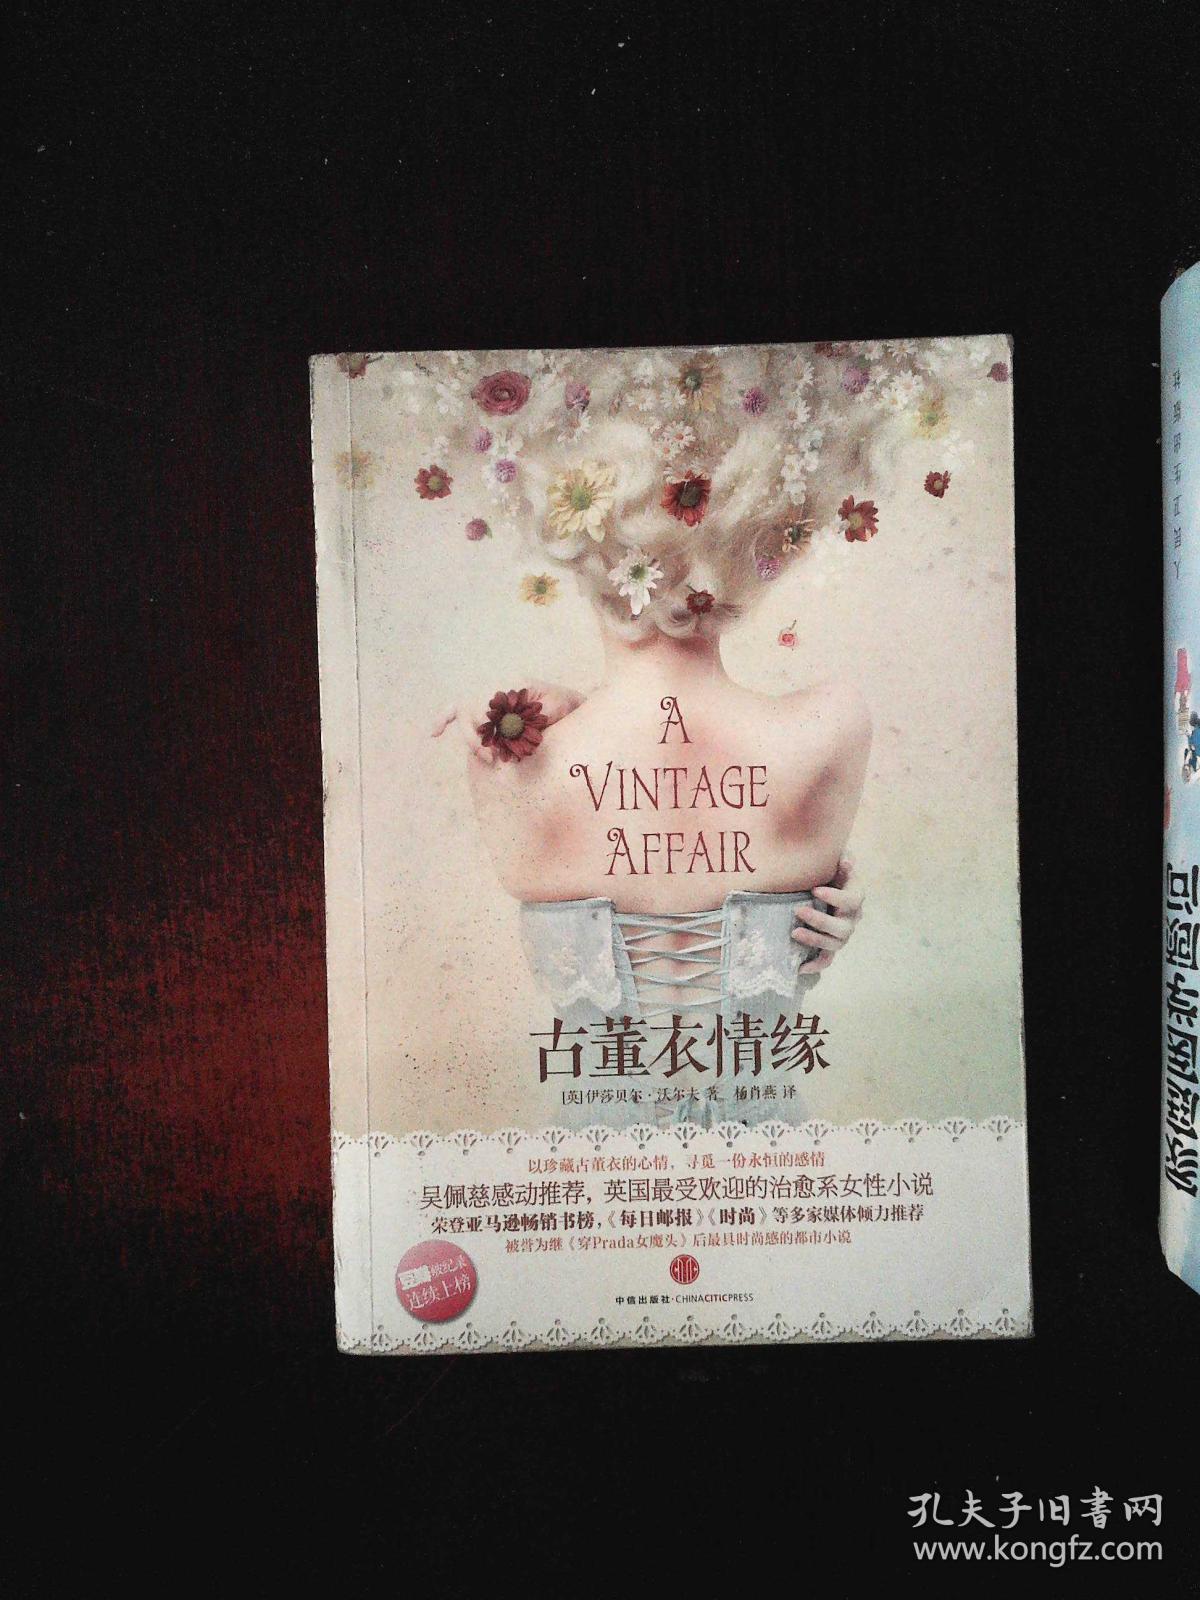 A
VINTAGE
AFFAIR
古董衣情缘
[英]伊莎贝尔·沃尔夫 著 杨肖燕 译
以珍藏古董衣的心情，寻觅一份永恒的感情
吴佩慈感动推荐，英国最受欢迎的治愈系女性小说
荣登亚马逊畅销书榜，《每日邮报》《时尚》等多家媒体倾力推荐
被誉为继《穿Prada女魔头》后最具时尚感的都市小说
豆瓣破纪录
连续上榜
中信出版社·CHINACITICPRESS
孔夫子旧书网
www.kongfz.com